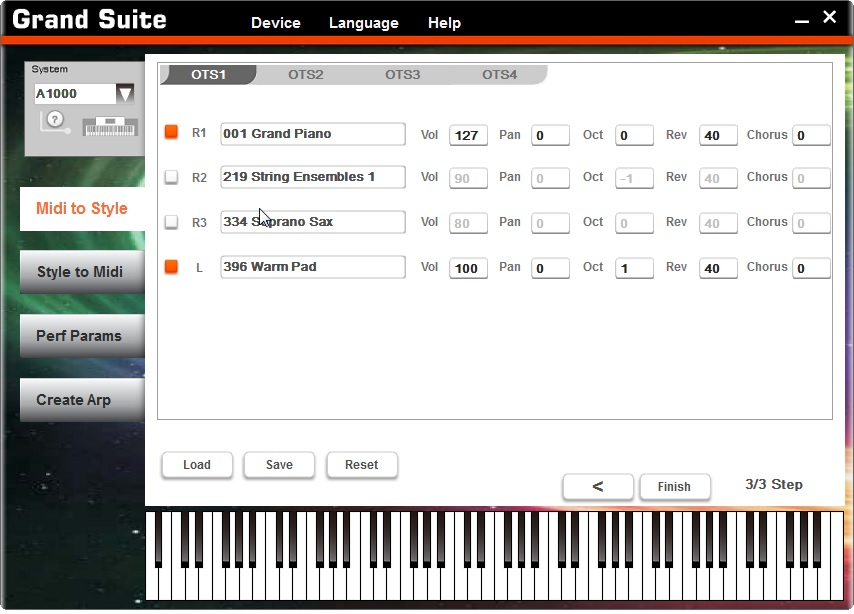 Grand Suite Device Language Help
System
A1000
?
Midi to Style
Style to Midi
Perf Params
Create Arp
OTS1 OTS2 OTS3 OTS4
R1 001 Grand Piano Vol 127 Pan 0 Oct 0 Rev 40 Chorus 0
R2 219 String Ensembles 1 Vol 90 Pan 0 Oct -1 Rev 40 Chorus 0
R3 334 Soprano Sax Vol 80 Pan 0 Oct 0 Rev 40 Chorus 0
L 396 Warm Pad Vol 100 Pan 0 Oct 1 Rev 40 Chorus 0
Load Save Reset
< Finish 3/3 Step